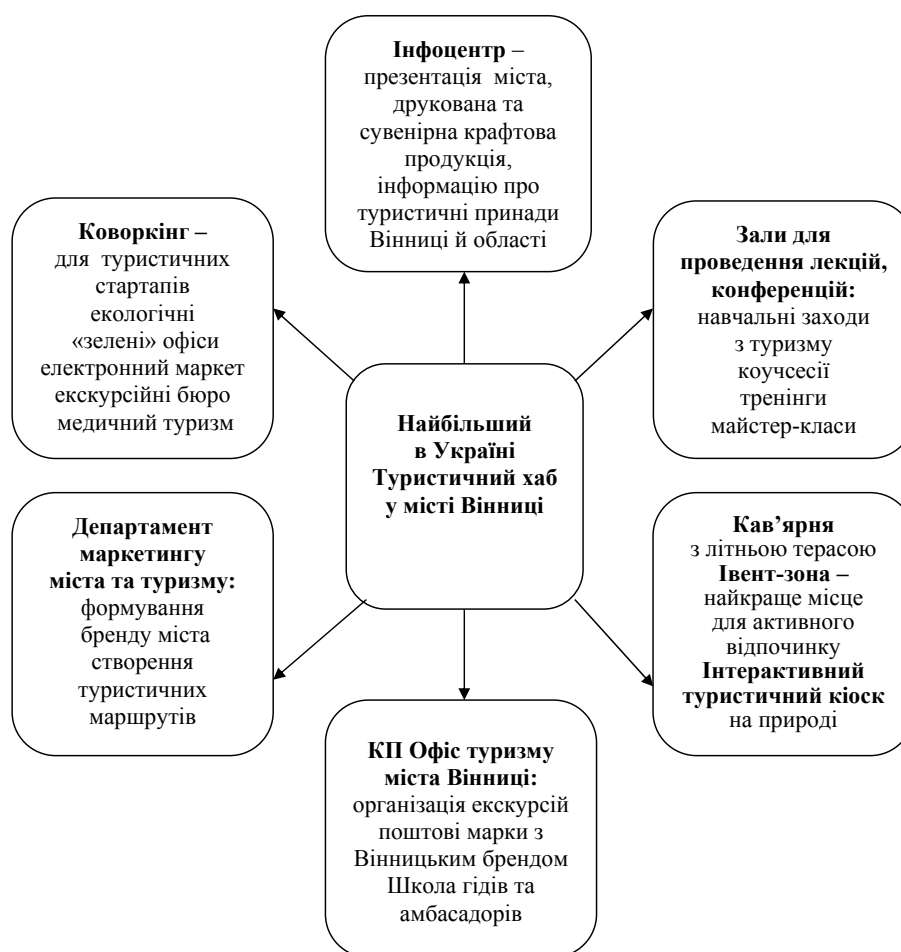 Інфоцентр –
презентація міста,
друкована та
сувенірна крафтова
продукція,
інформацію про
туристичні принади
Вінниці й області
Коворкінг –
для туристичних
стартапів
екологічні
«зелені» офіси
електронний маркет
екскурсійні бюро
медичний туризм
Зали для
проведення лекцій,
конференцій:
навчальні заходи
з туризму
коучсесії
тренінги
майстер-класи
Найбільший
в Україні
Туристичний хаб
у місті Вінниці
Департамент
маркетингу
міста та туризму:
формування
бренду міста
створення
туристичних
маршрутів
Кав’ярня
з літньою терасою
Івент-зона –
найкраще місце
для активного
відпочинку
Інтерактивний
туристичний кіоск
на природі
КП Офіс туризму
міста Вінниці:
організація екскурсій
поштові марки з
Вінницьким брендом
Школа гідів та
амбасадорів